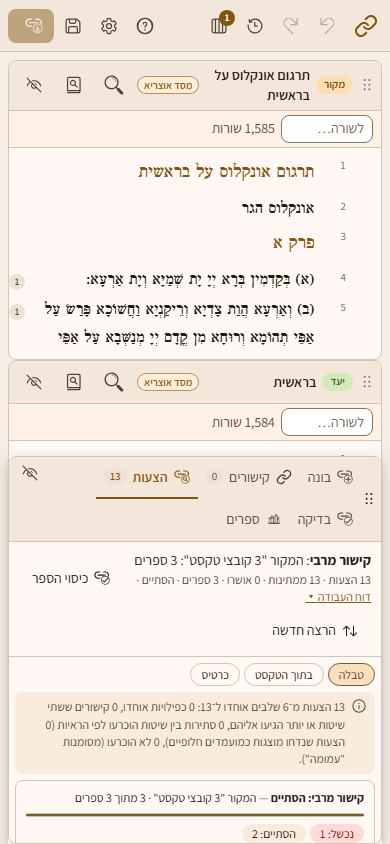 1
מקור
תרגום אונקלוס על
בראשית
מסד אוצריא
לשורה...
1,585 שורות
1
תרגום אונקלוס על בראשית
2
אונקלוס הגר
3
פרק א
4
(א) בְּקַדְמִין בְּרָא יְיָ יָת שְׁמַיָּא וְיָת אַרְעָא:
1
5
(ב) וְאַרְעָא הֲוַת צָדְיָא וְרֵיקַנְיָא וַחֲשׁוֹכָא פָּרֵשׂ עַל
1
אַפֵּי תְהוֹמָא וְרוּחָא מִן קֳדָם יְיָ מְנַשְּׁבָא עַל אַפֵּי
יעד
בראשית
מסד אוצריא
לשורה...
1,584 שורות
בונה
קישורים 0
הצעות 13
בדיקה
ספרים
קישור מרבי: המקור "3 קובצי טקסט": 3 ספרים
13 הצעות · 13 ממתינות · 0 אושרו · 3 ספרים · הסתיים ·
דוח העבודה
כיסוי הספר
הרצה חדשה
טבלה
בתוך הטקסט
כרטיס
13 הצעות מ־6 שלבים אוחדו ל־13: 0 כפילויות אוחדו, 0 קישורים ששתי
שיטות או יותר הגיעו אליהם, 0 סתירות בין שיטות הוכרעו לפי הראיות (0
הצעות שנדחו מוצגות כמועמדים חלופיים), 0 לא הוכרעו (מסומנות
"עמומה").
קישור מרבי: הסתיים — המקור "3 קובצי טקסט" · 3 מתוך 3 ספרים
הסתיים: 2
נכשל: 1